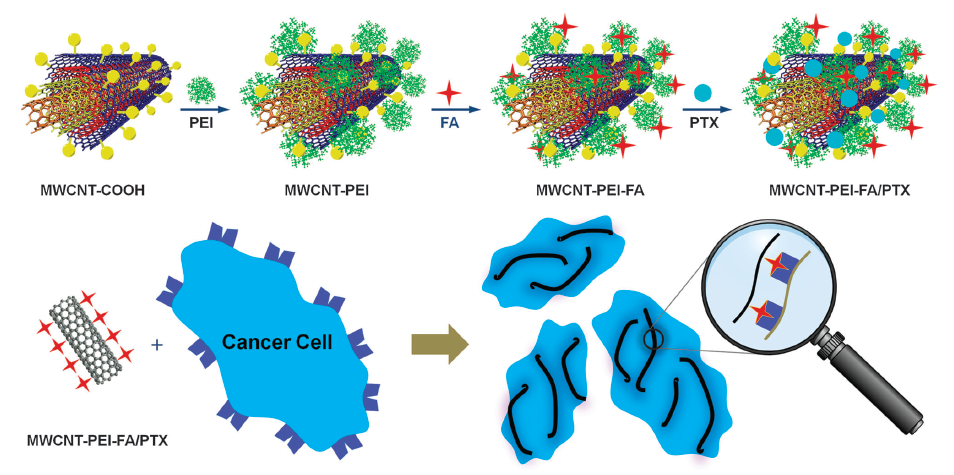 PEI
FA
PTX
MWCNT-COOH
MWCNT-PEI
MWCNT-PEI-FA
MWCNT-PEI-FA/PTX
+
Cancer Cell
MWCNT-PEI-FA/PTX